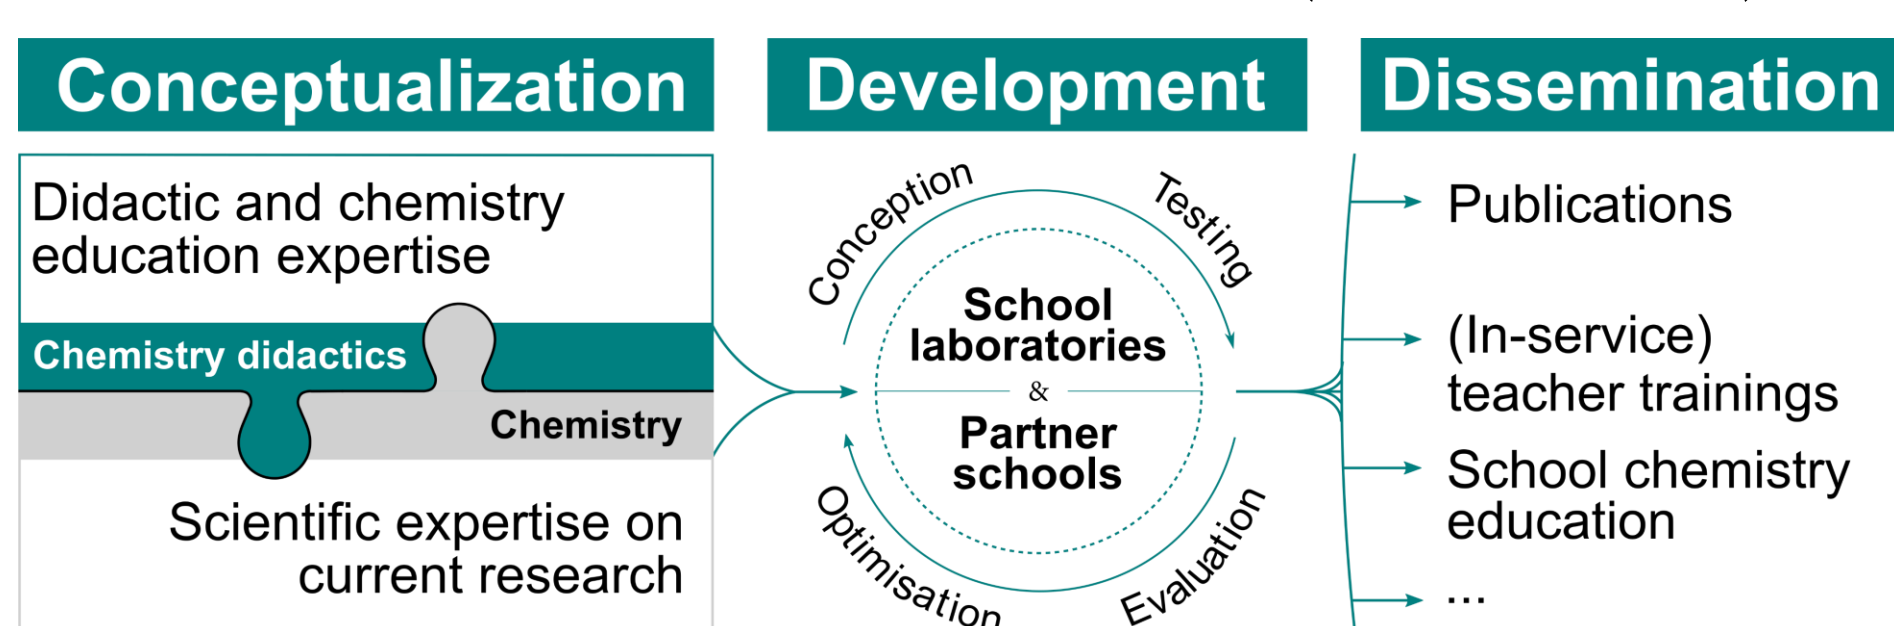 Conceptualization
Didactic and chemistry
education expertise
Chemistry didactics
Chemistry
Scientific expertise on
current research
Development
Conception
Testing
School
laboratories
&
Partner
schools
Optimisation
Evaluation
Dissemination
Publications
(In-service)
teacher trainings
School chemistry
education
...